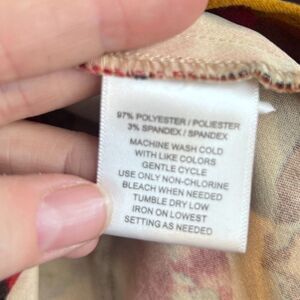 97% POLYESTER / POLIESTER
3% SPANDEX / SPANDEX
MACHINE WASH COLD
WITH LIKE COLORS
GENTLE CYCLE
USE ONLY NON-CHLORINE
BLEACH WHEN NEEDED
TUMBLE DRY LOW
IRON ON LOWEST
SETTING AS NEEDED